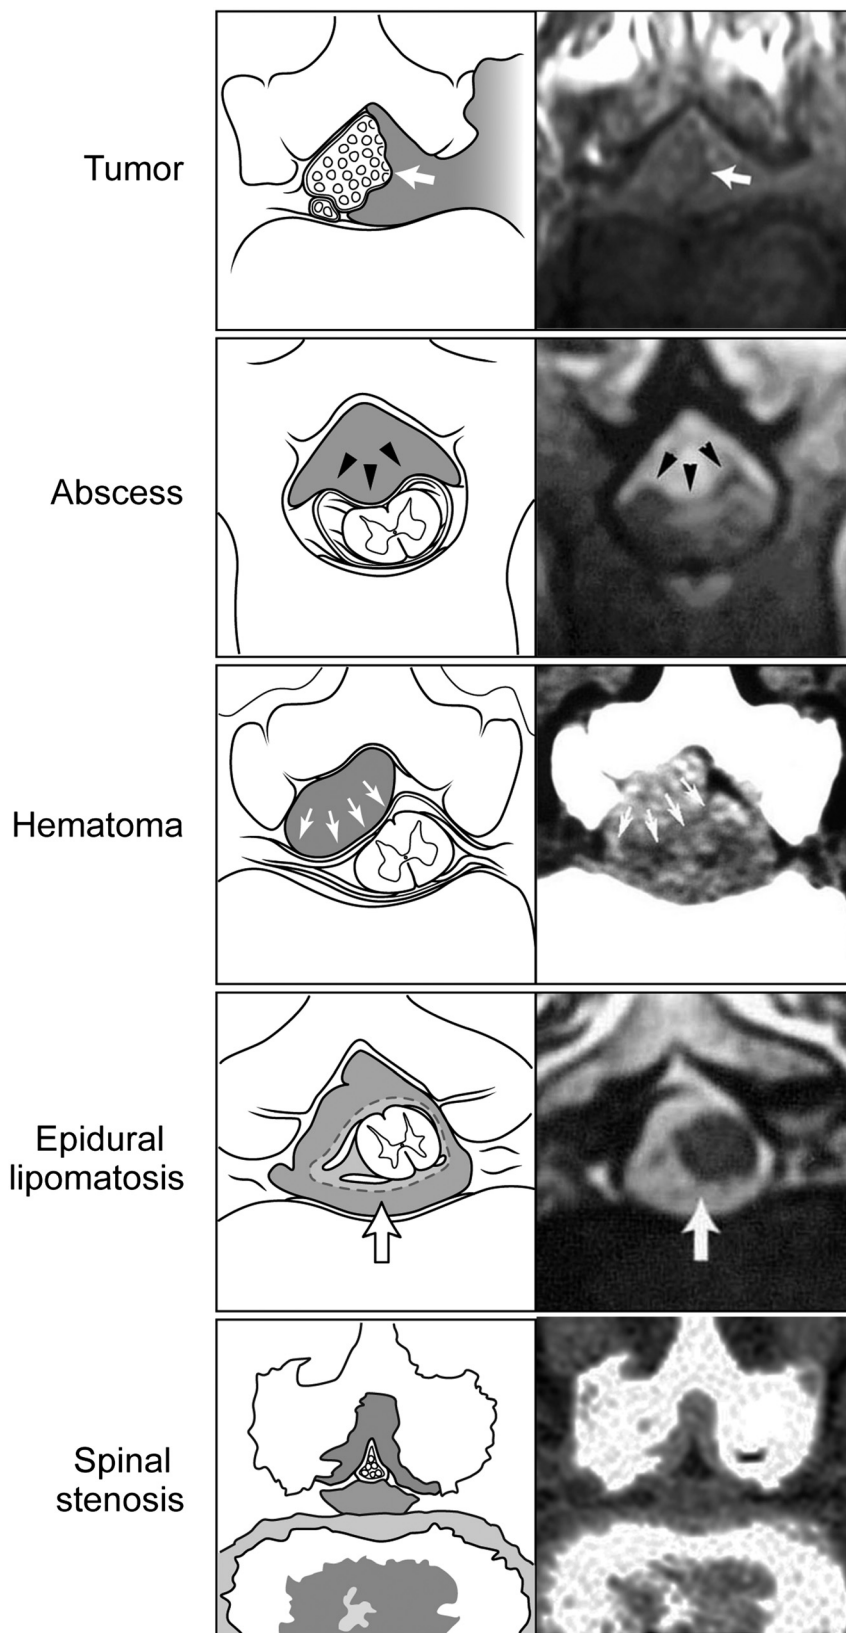 Tumor
Abscess
Hematoma
Epidural
lipomatosis
Spinal
stenosis